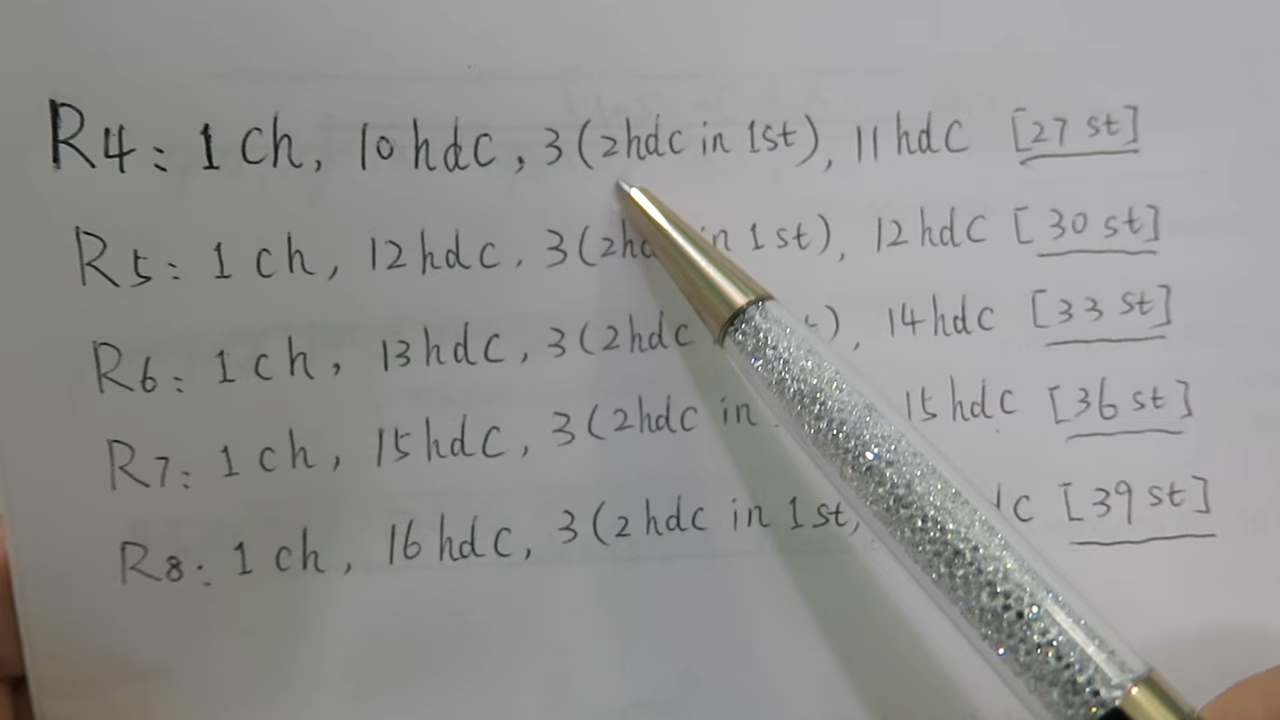 R4: 1 ch, 10 hdc, 3 (2hdc in 1st), 11 hdc [27 st]
R5: 1 ch, 12 hdc, 3 (2hd in 1st), 12 hdc [30 st]
R6: 1 ch, 13 hdc, 3 (2hdc ), 14 hdc [33 st]
R7: 1 ch, 15 hdc, 3 (2hdc in 15 hdc [36 st]
R8: 1 ch, 16 hdc, 3 (2 hdc in 1st, dc [39 st]